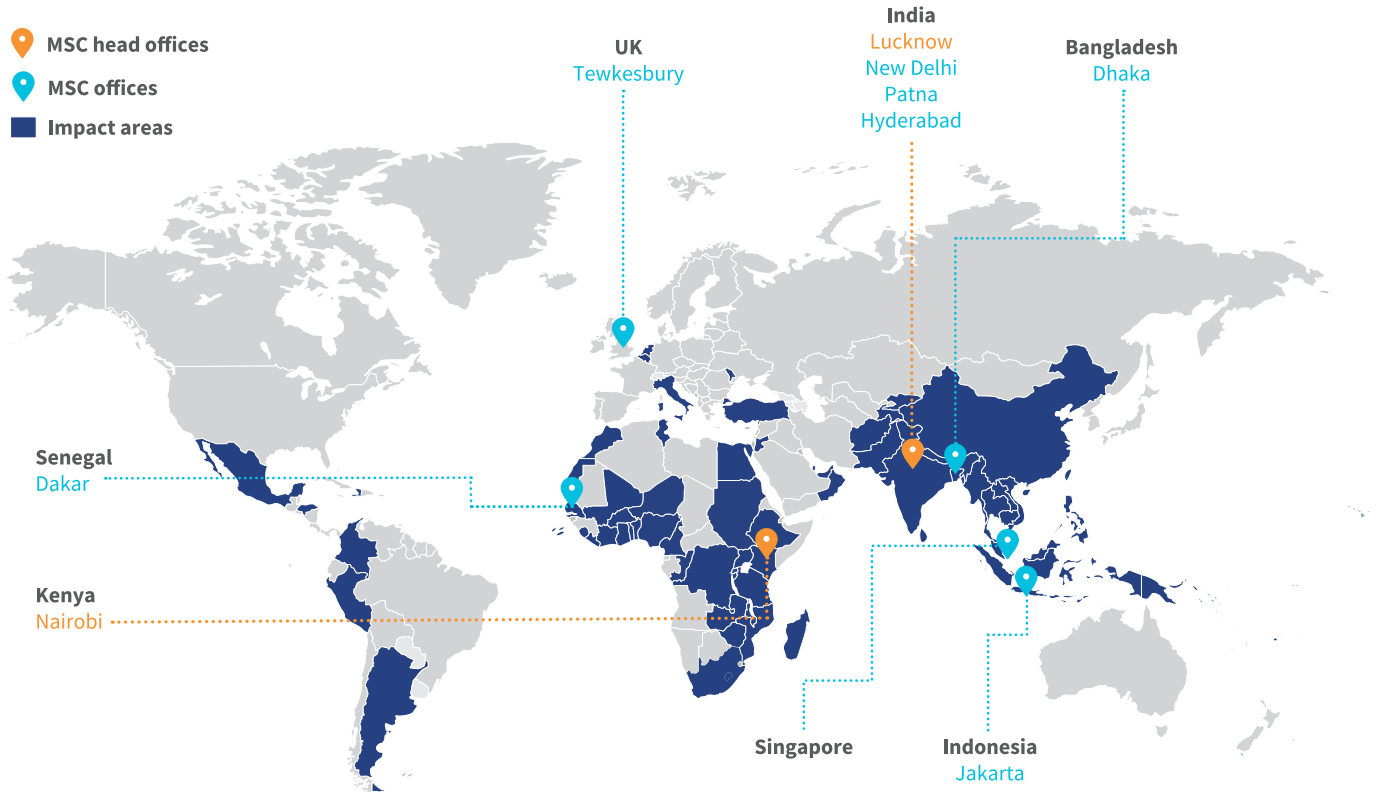 MSC head offices
MSC offices
Impact areas
UK
Tewkesbury
India
Lucknow
New Delhi
Patna
Hyderabad
Bangladesh
Dhaka
Senegal
Dakar
Kenya
Nairobi
Singapore
Indonesia
Jakarta